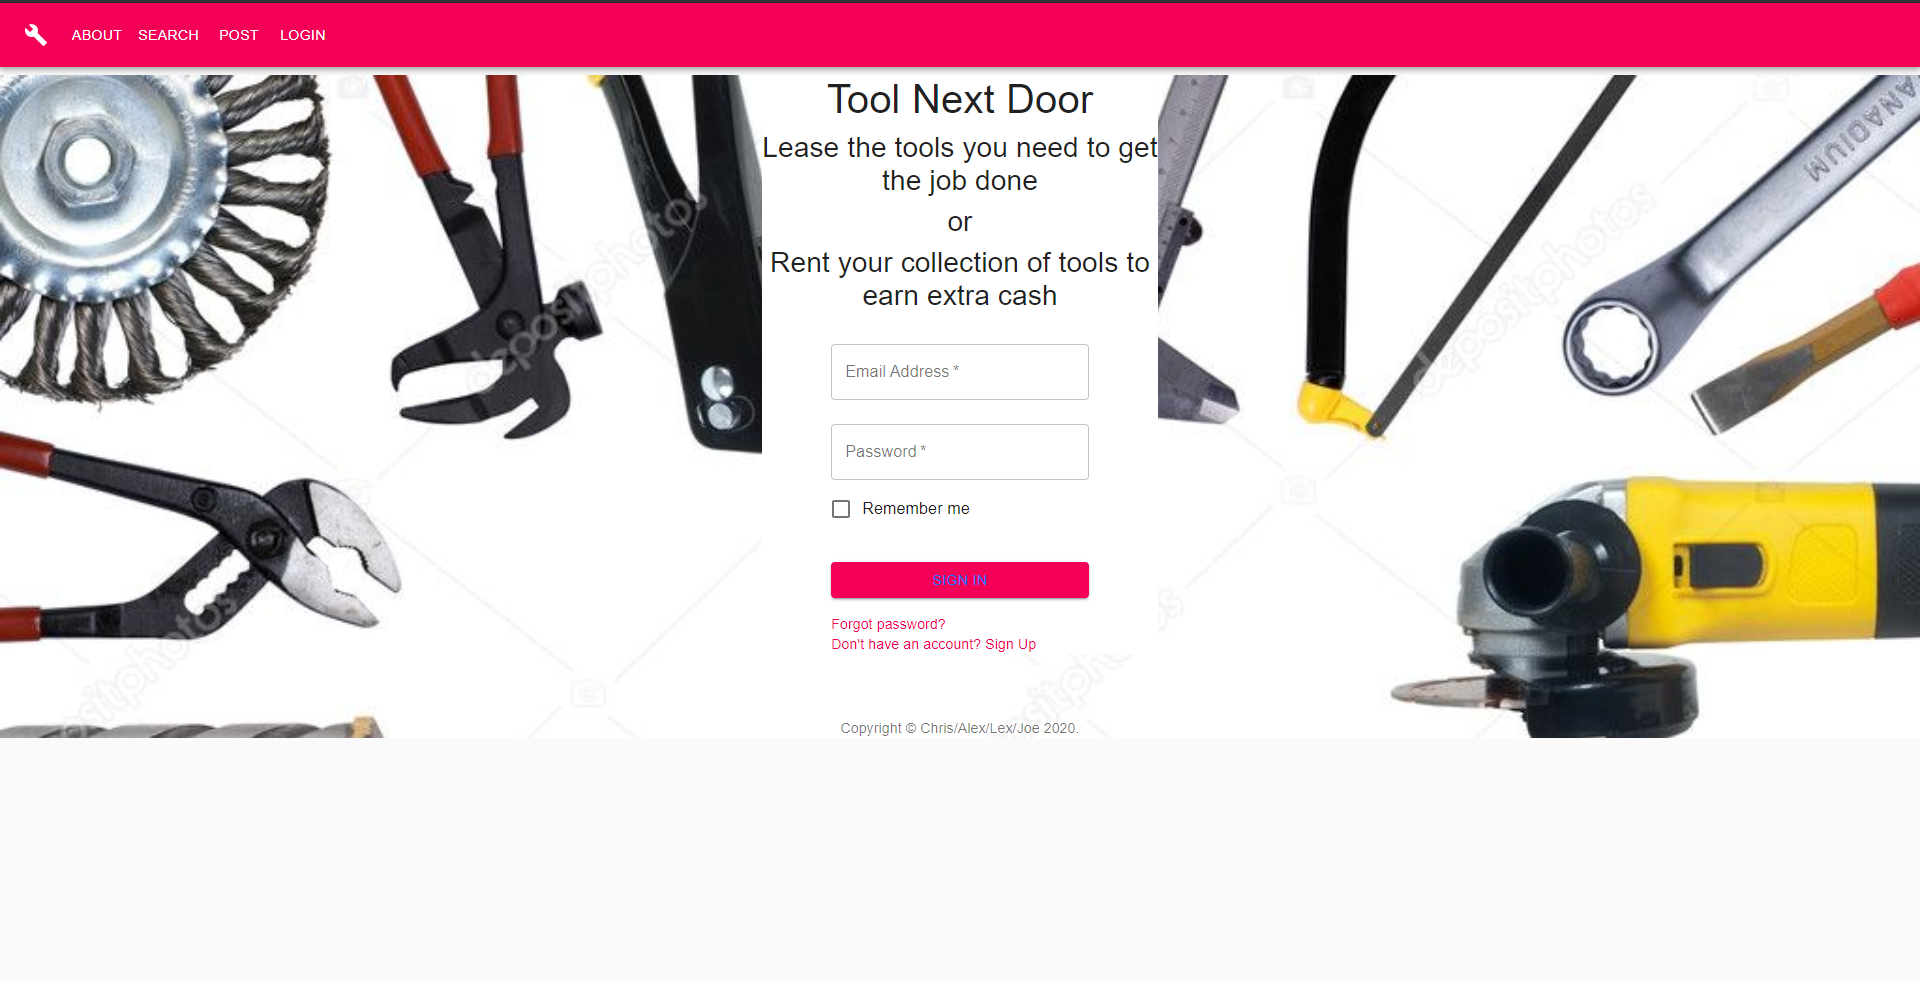 ABOUT SEARCH POST LOGIN
Tool Next Door
Lease the tools you need to get
the job done
or
Rent your collection of tools to
earn extra cash
ANADIUM
depositphotos
depositphotos
Email Address *
Password *
Remember me
SIGN IN
Forgot password?
Don't have an account? Sign Up
Copyright © Chris/Alex/Lex/Joe 2020.